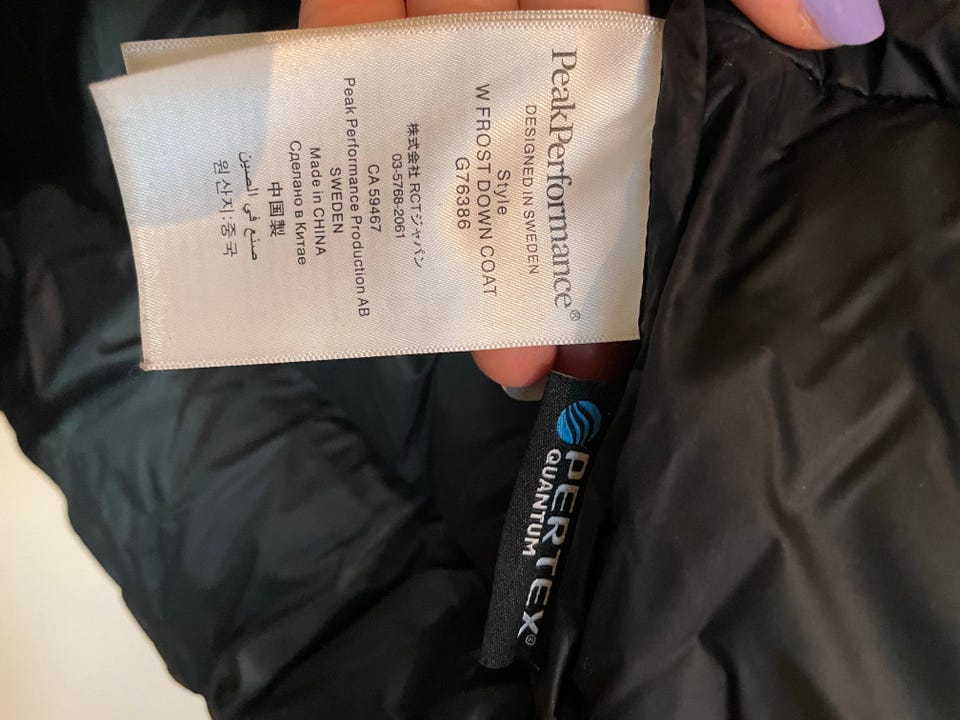 PeakPerformance®
DESIGNED IN SWEDEN
Style
W FROST DOWN COAT
G76386
株式会社 RCTジャパン
03-5768-2061
CA 59467
Peak Performance Production AB
SWEDEN
Made in CHINA
Сделано в Китае
中国製
صنع في الصين
원산지:중국
PERTEX®
QUANTUM